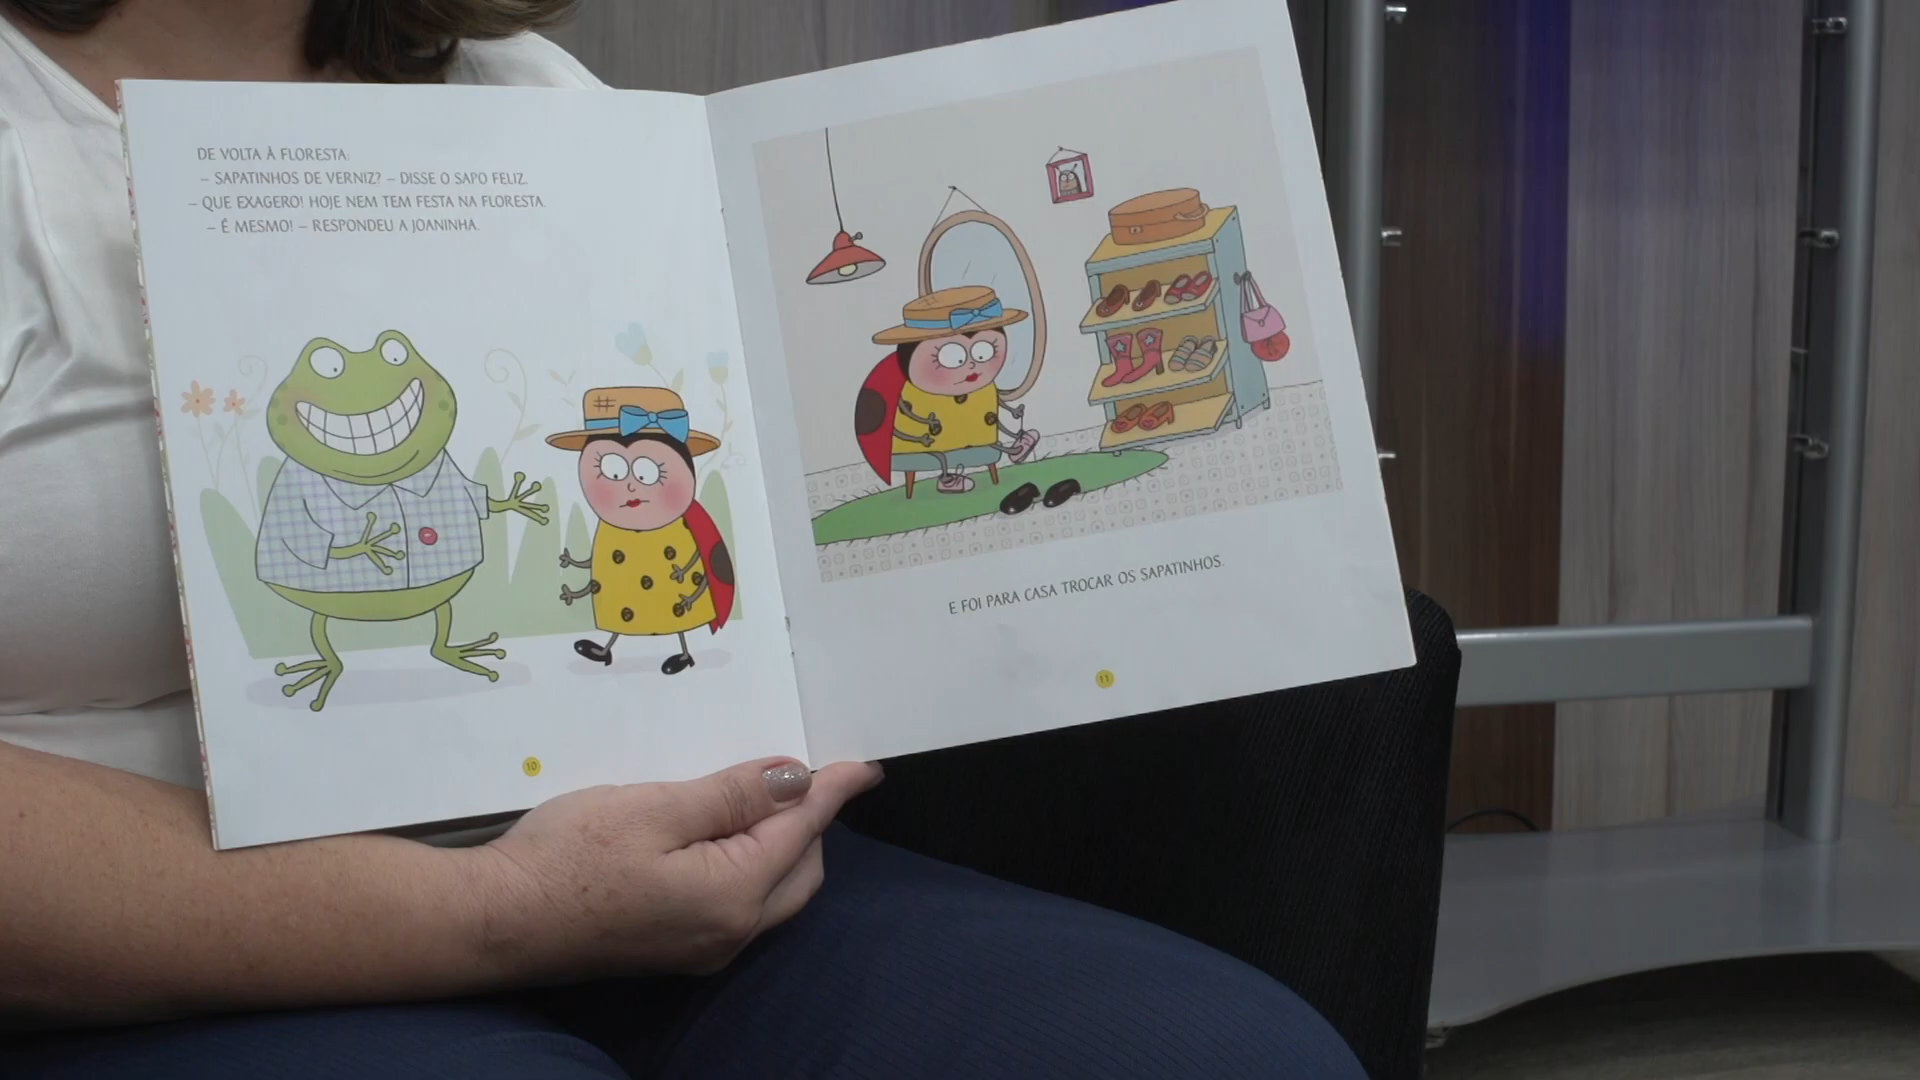 DE VOLTA À FLORESTA:
– SAPATINHOS DE VERNIZ? – DISSE O SAPO FELIZ.
– QUE EXAGERO! HOJE NEM TEM FESTA NA FLORESTA.
– É MESMO! – RESPONDEU A JOANINHA.
10
E FOI PARA CASA TROCAR OS SAPATINHOS.
11